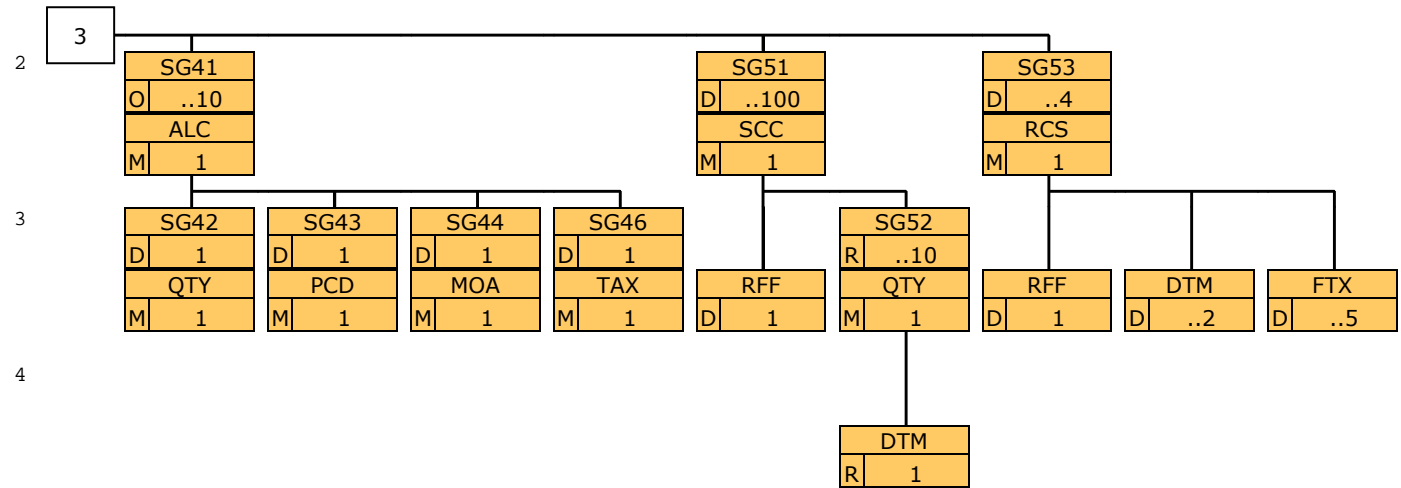 3
2
SG41 SG51 SG53
O ..10 D ..100 D ..4
ALC SCC RCS
M 1 M 1 M 1
3
SG42 SG43 SG44 SG46 SG52
D 1 D 1 D 1 D 1 R ..10
QTY PCD MOA TAX RFF QTY RFF DTM FTX
M 1 M 1 M 1 M 1 D 1 M 1 D 1 D ..2 D ..5
4
DTM
R 1